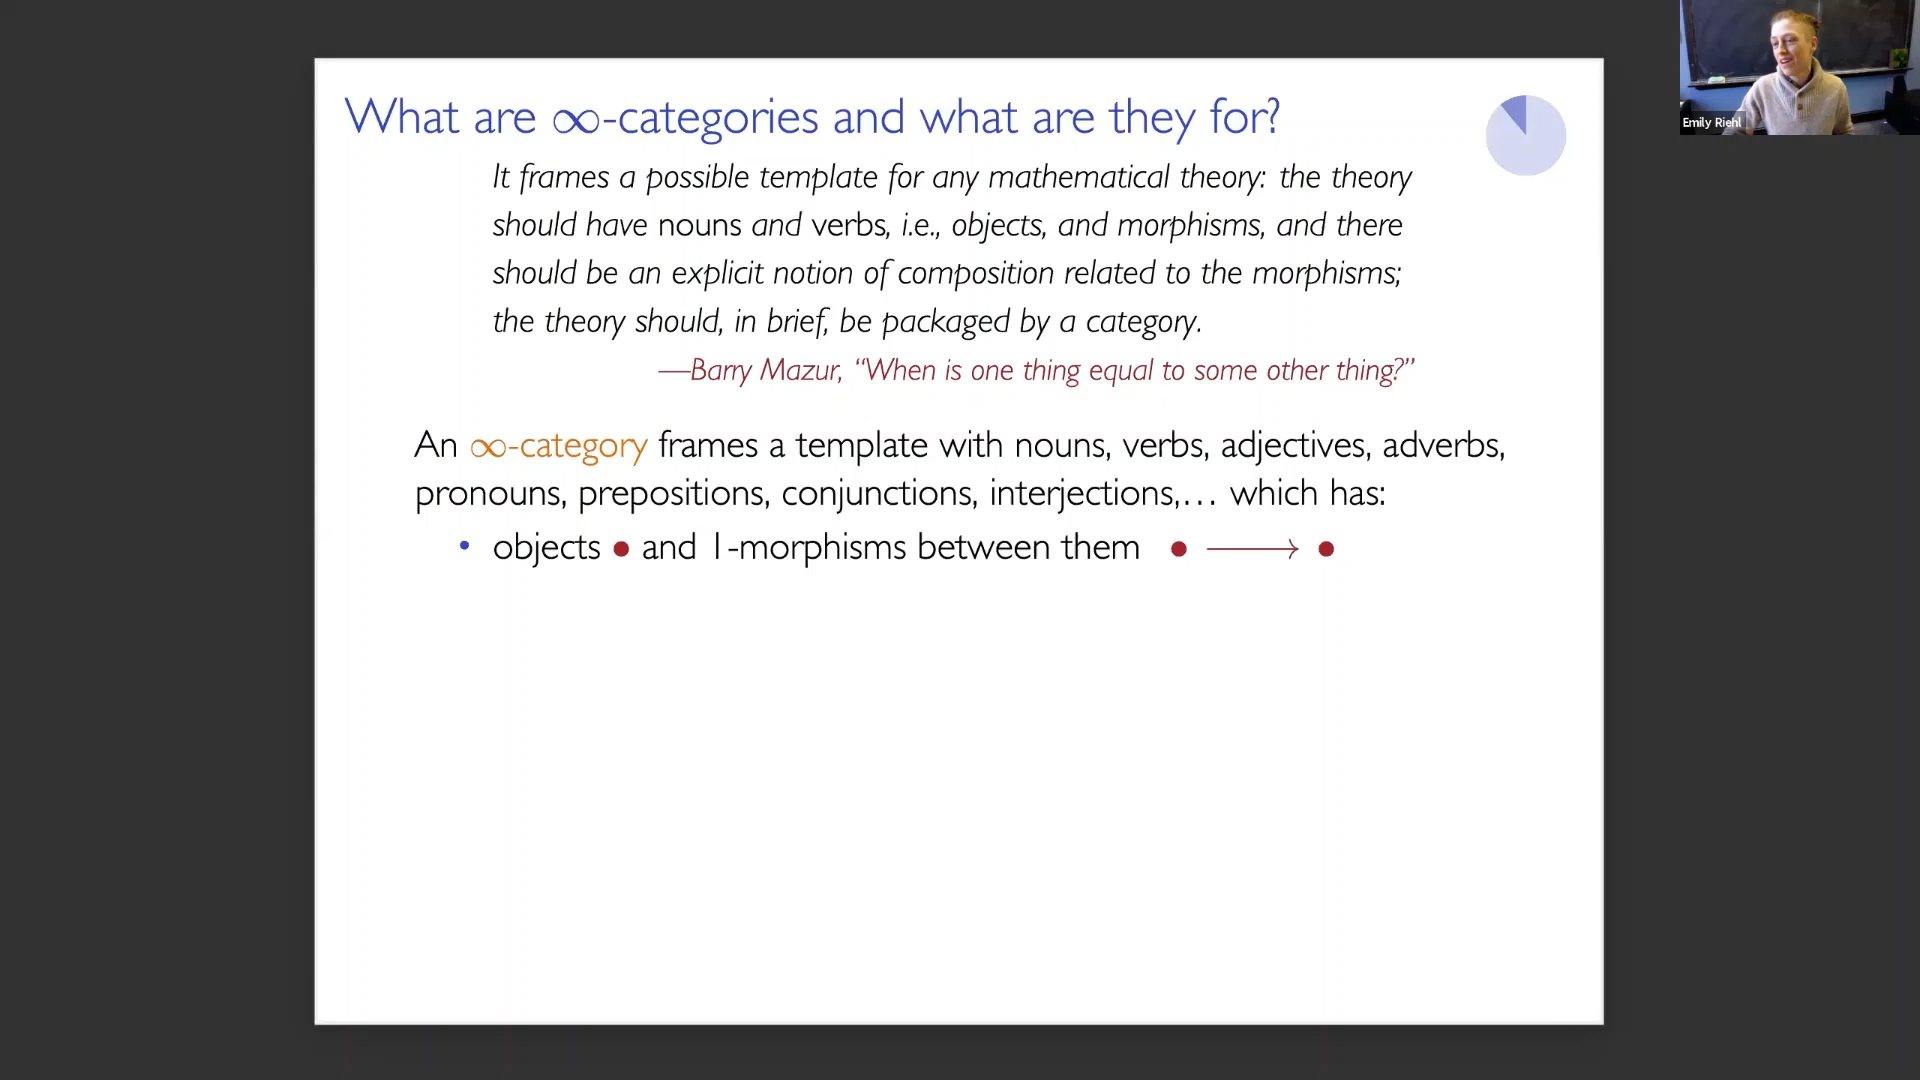 What are ∞-categories and what are they for?
It frames a possible template for any mathematical theory: the theory
should have nouns and verbs, i.e., objects, and morphisms, and there
should be an explicit notion of composition related to the morphisms;
the theory should, in brief, be packaged by a category.
—Barry Mazur, “When is one thing equal to some other thing?”
An ∞-category frames a template with nouns, verbs, adjectives, adverbs,
pronouns, prepositions, conjunctions, interjections,… which has:
• objects • and 1-morphisms between them • ⟶ •
Emily Riehl